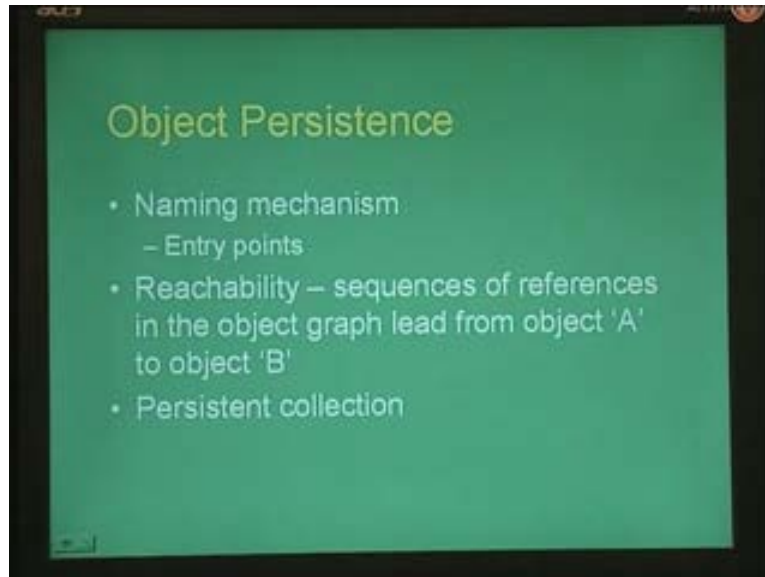 acer
Object Persistence
• Naming mechanism
– Entry points
• Reachability – sequences of references
in the object graph lead from object 'A'
to object 'B'
• Persistent collection